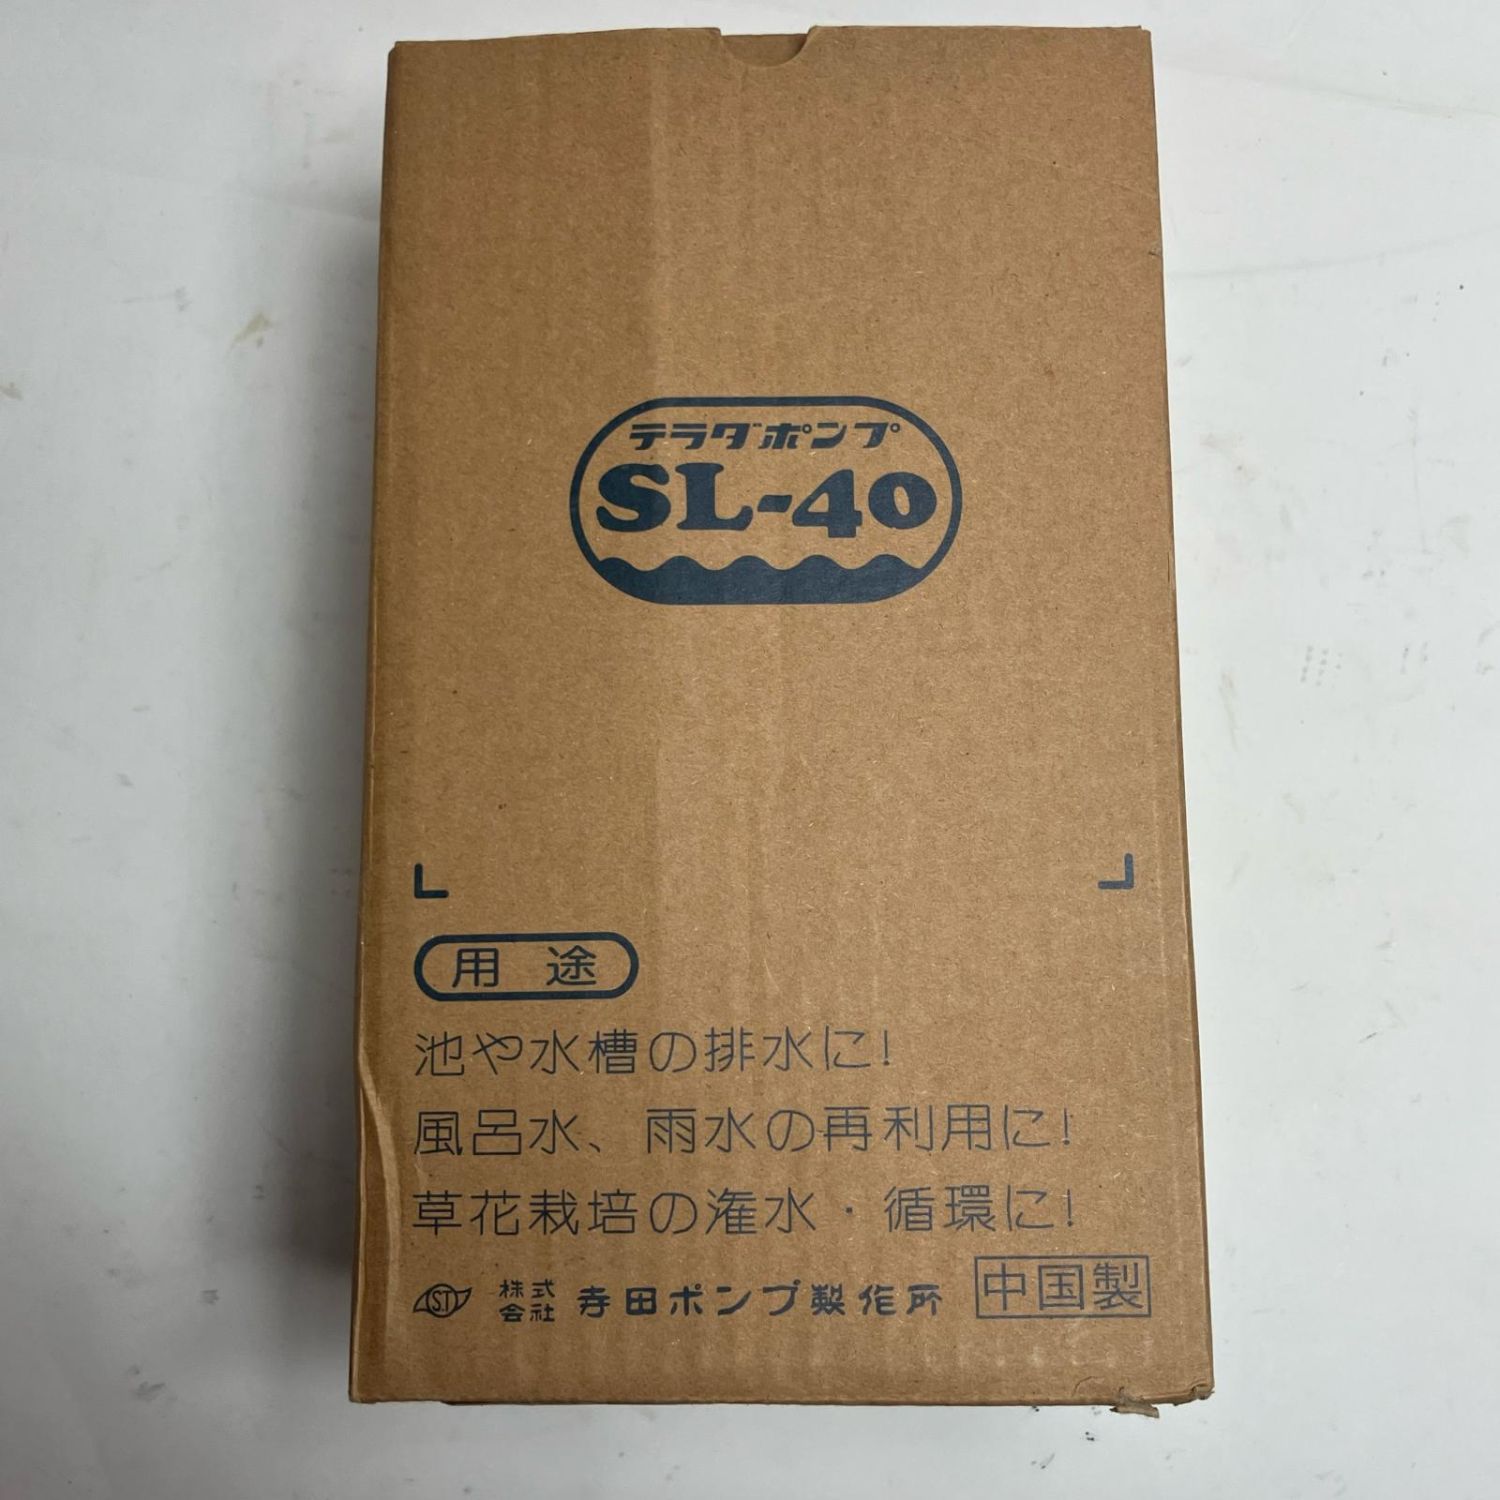 テラダポンプ
SL-40
用途
池や水槽の排水に!
風呂水、雨水の再利用に!
草花栽培の潅水・循環に!
ST 株式会社 寺田ポンプ製作所 中国製